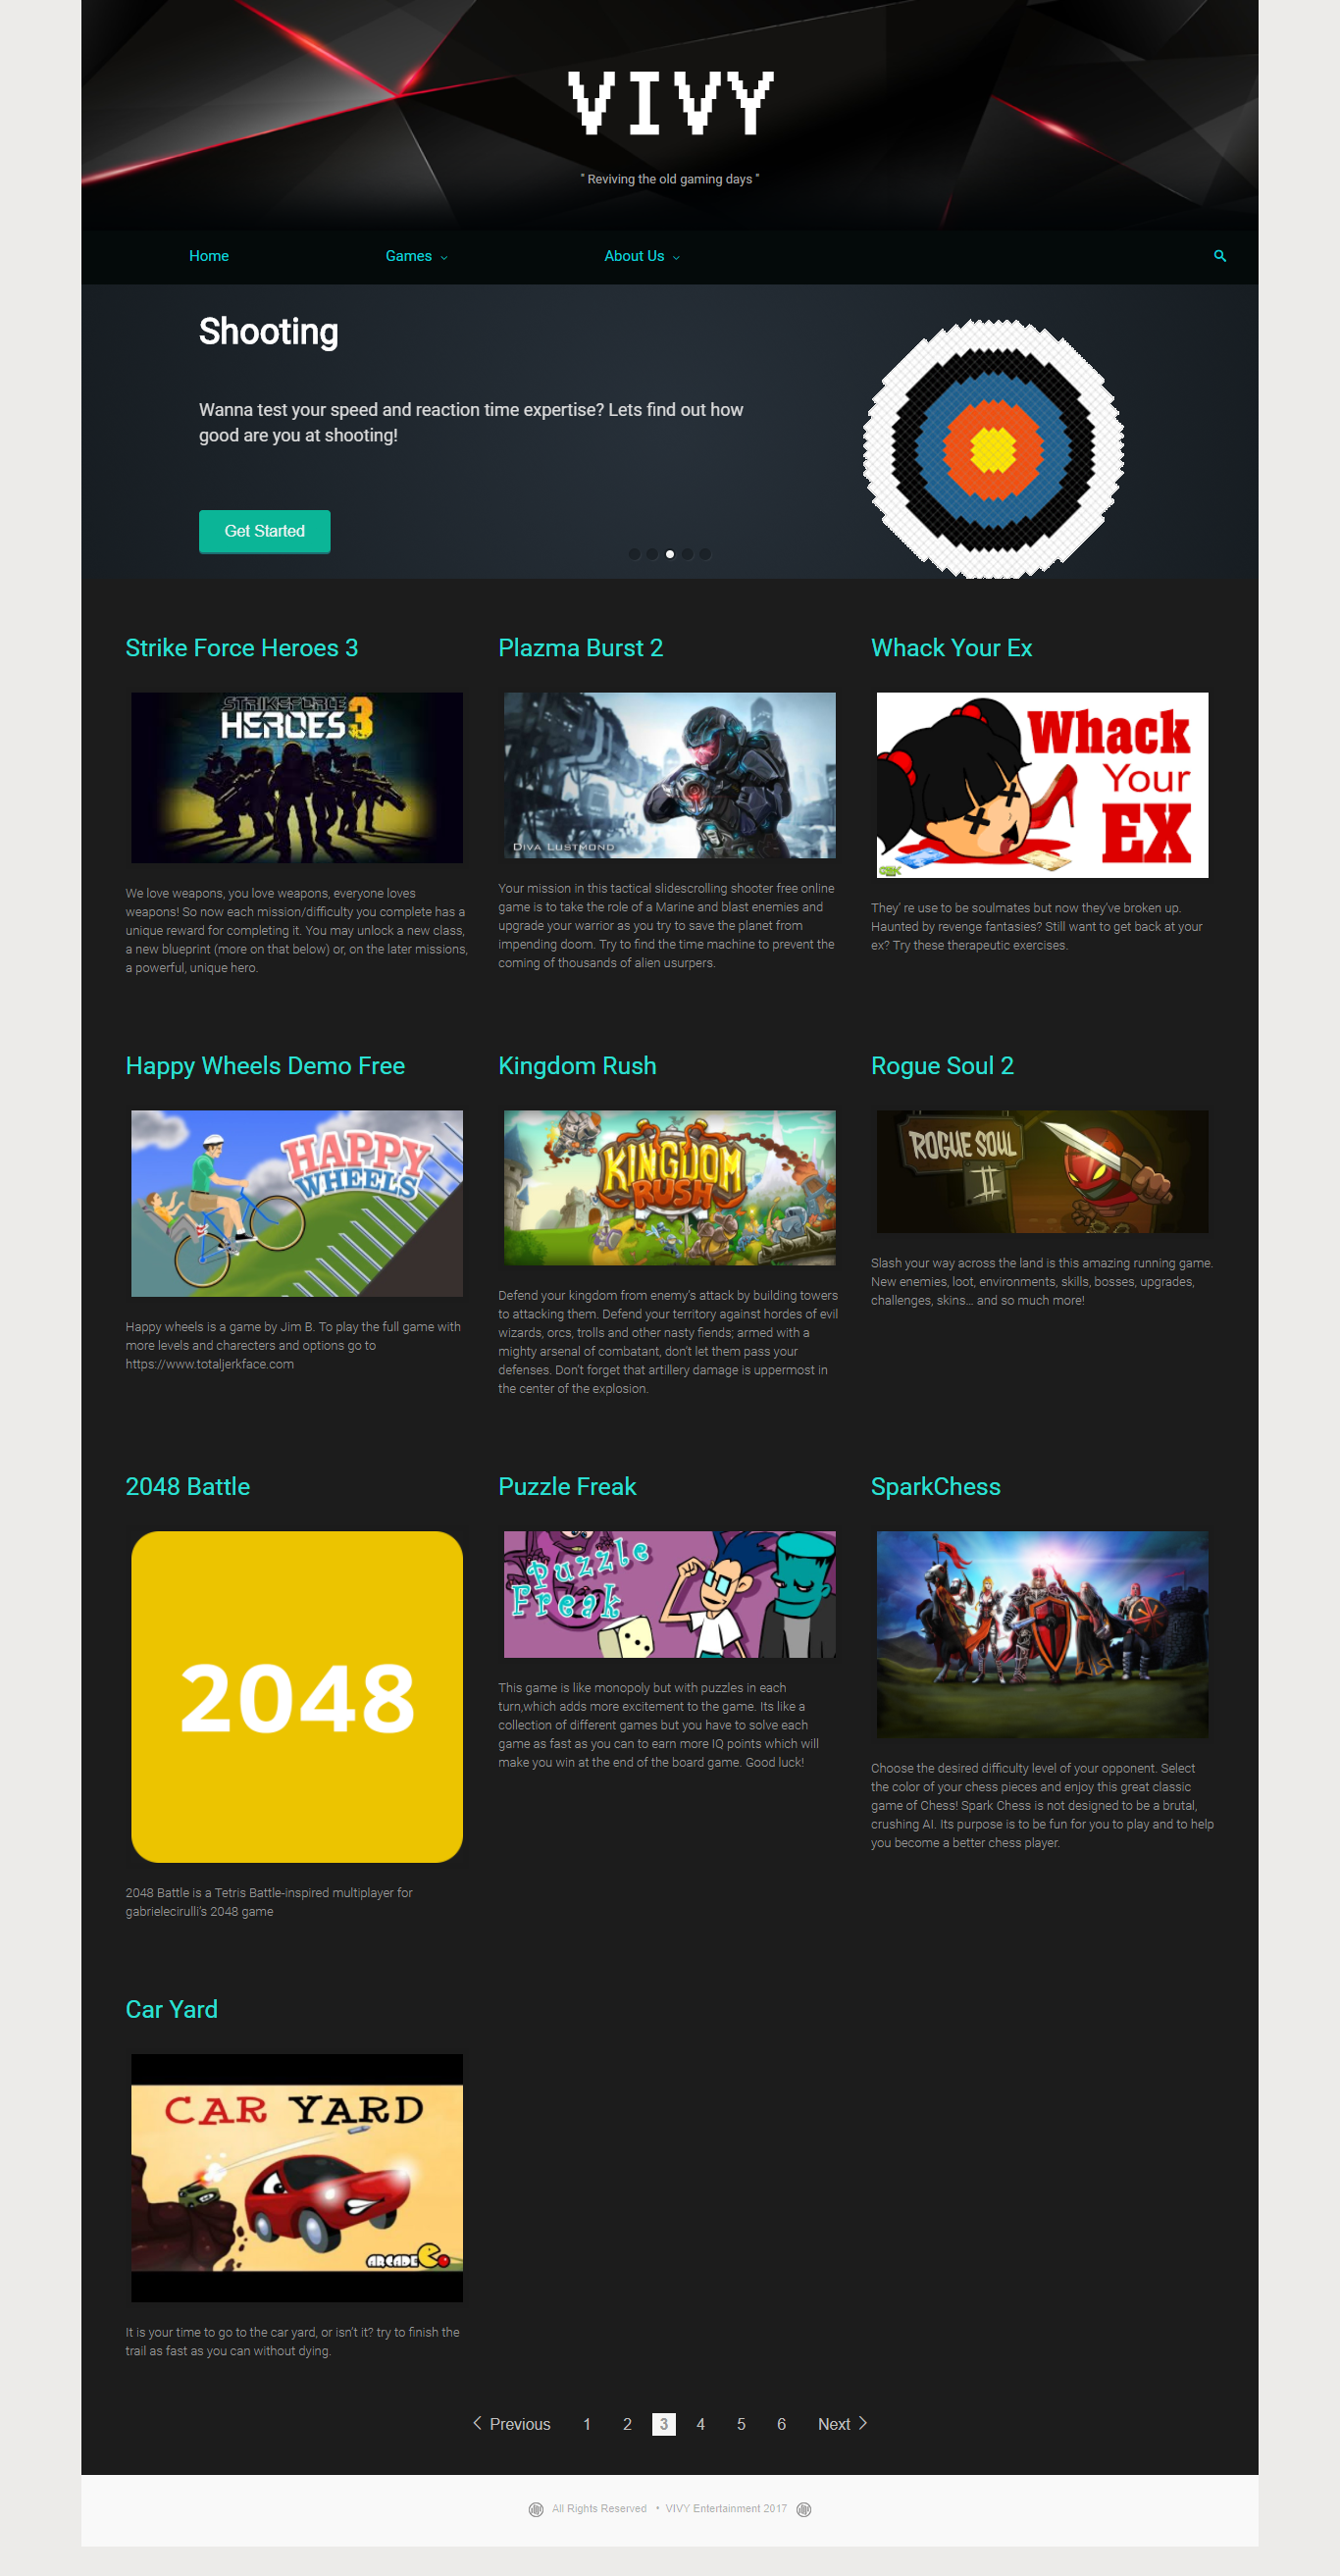 VIVY
" Reviving the old gaming days "
Home
Games
About Us
Shooting
Wanna test your speed and reaction time expertise? Lets find out how
good are you at shooting!
Get Started
Strike Force Heroes 3
STRIKE FORCE
HEROES 3
We love weapons, you love weapons, everyone loves
weapons! So now each mission/difficulty you complete has a
unique reward for completing it. You may unlock a new class,
a new blueprint (more on that below) or, on the later missions,
a powerful, unique hero.
Plazma Burst 2
DIVA LUSTMOND
Your mission in this tactical slidescrolling shooter free online
game is to take the role of a Marine and blast enemies and
upgrade your warrior as you try to save the planet from
impending doom. Try to find the time machine to prevent the
coming of thousands of alien usurpers.
Whack Your Ex
Whack
Your
EX
They' re use to be soulmates but now they've broken up.
Haunted by revenge fantasies? Still want to get back at your
ex? Try these therapeutic exercises.
Happy Wheels Demo Free
HAPPY
WHEELS
Happy wheels is a game by Jim B. To play the full game with
more levels and charecters and options go to
https://www.totaljerkface.com
Kingdom Rush
KINGDOM
RUSH
Defend your kingdom from enemy's attack by building towers
to attacking them. Defend your territory against hordes of evil
wizards, orcs, trolls and other nasty fiends; armed with a
mighty arsenal of combatant, don't let them pass your
defenses. Don't forget that artillery damage is uppermost in
the center of the explosion.
Rogue Soul 2
ROGUE SOUL
II
Slash your way across the land is this amazing running game.
New enemies, loot, environments, skills, bosses, upgrades,
challenges, skins… and so much more!
2048 Battle
2048
2048 Battle is a Tetris Battle-inspired multiplayer for
gabrielecirulli's 2048 game
Puzzle Freak
Puzzle
Freak
This game is like monopoly but with puzzles in each
turn,which adds more excitement to the game. Its like a
collection of different games but you have to solve each
game as fast as you can to earn more IQ points which will
make you win at the end of the board game. Good luck!
SparkChess
Choose the desired difficulty level of your opponent. Select
the color of your chess pieces and enjoy this great classic
game of Chess! Spark Chess is not designed to be a brutal,
crushing AI. Its purpose is to be fun for you to play and to help
you become a better chess player.
Car Yard
CAR YARD
ARCADE
It is your time to go to the car yard, or isn't it? try to finish the
trail as fast as you can without dying.
Previous 1 2 3 4 5 6 Next
All Rights Reserved • VIVY Entertainment 2017